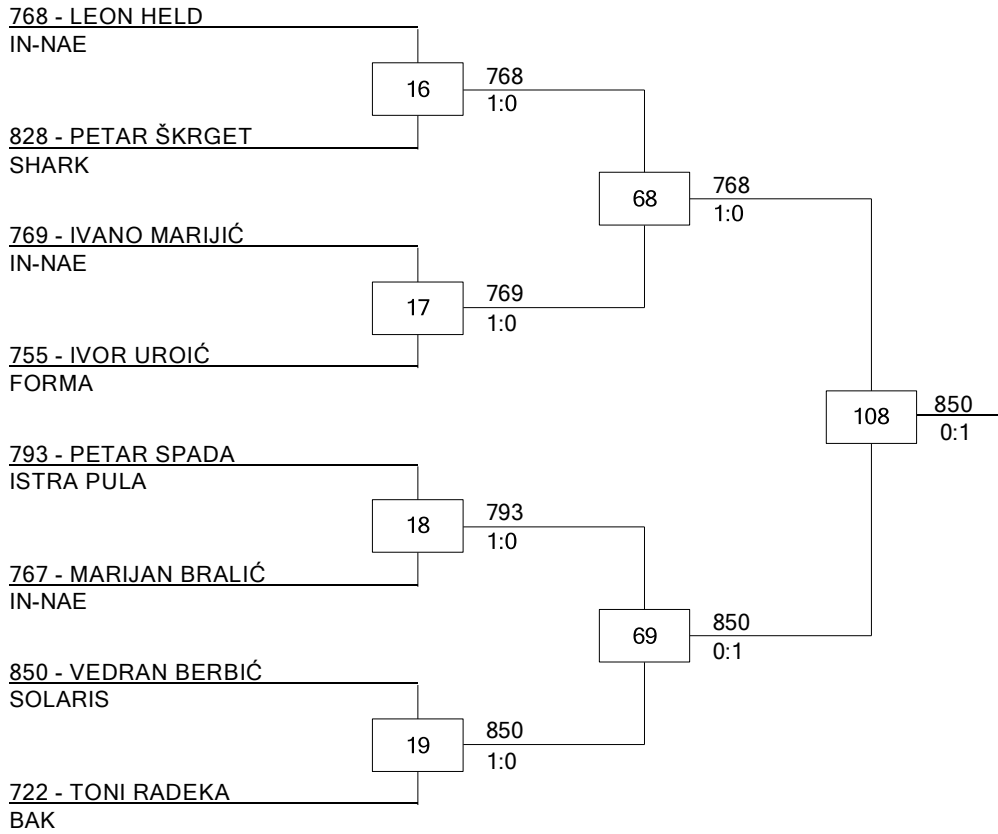 768 - LEON HELD
IN-NAE
16
768
1:0
828 - PETAR ŠKRGET
SHARK
68
768
1:0
769 - IVANO MARIJIĆ
IN-NAE
17
769
1:0
755 - IVOR UROIĆ
FORMA
108
850
0:1
793 - PETAR SPADA
ISTRA PULA
18
793
1:0
767 - MARIJAN BRALIĆ
IN-NAE
69
850
0:1
850 - VEDRAN BERBIĆ
SOLARIS
19
850
1:0
722 - TONI RADEKA
BAK